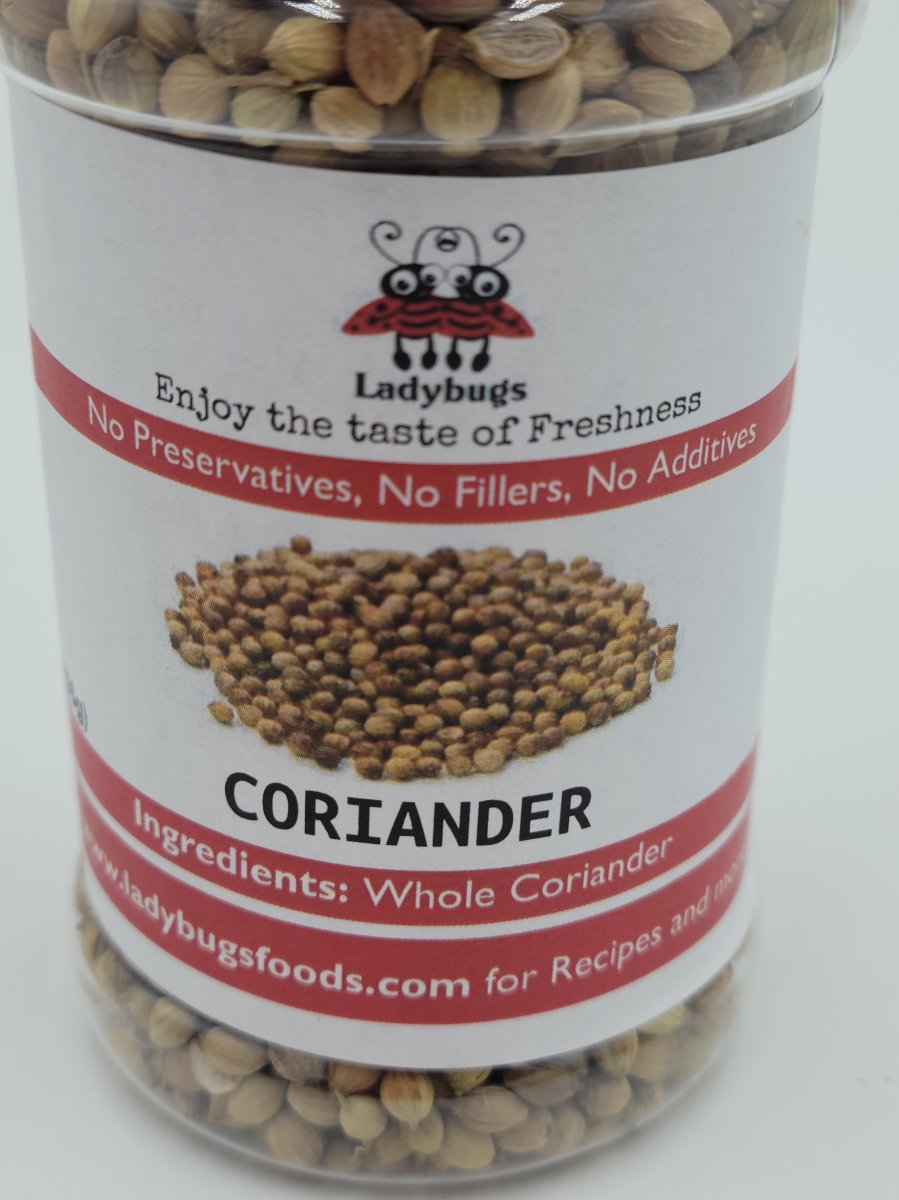 Ladybugs
Enjoy the taste of Freshness
No Preservatives, No Fillers, No Additives
CORIANDER
Ingredients: Whole Coriander
www.ladybugsfoods.com for Recipes and